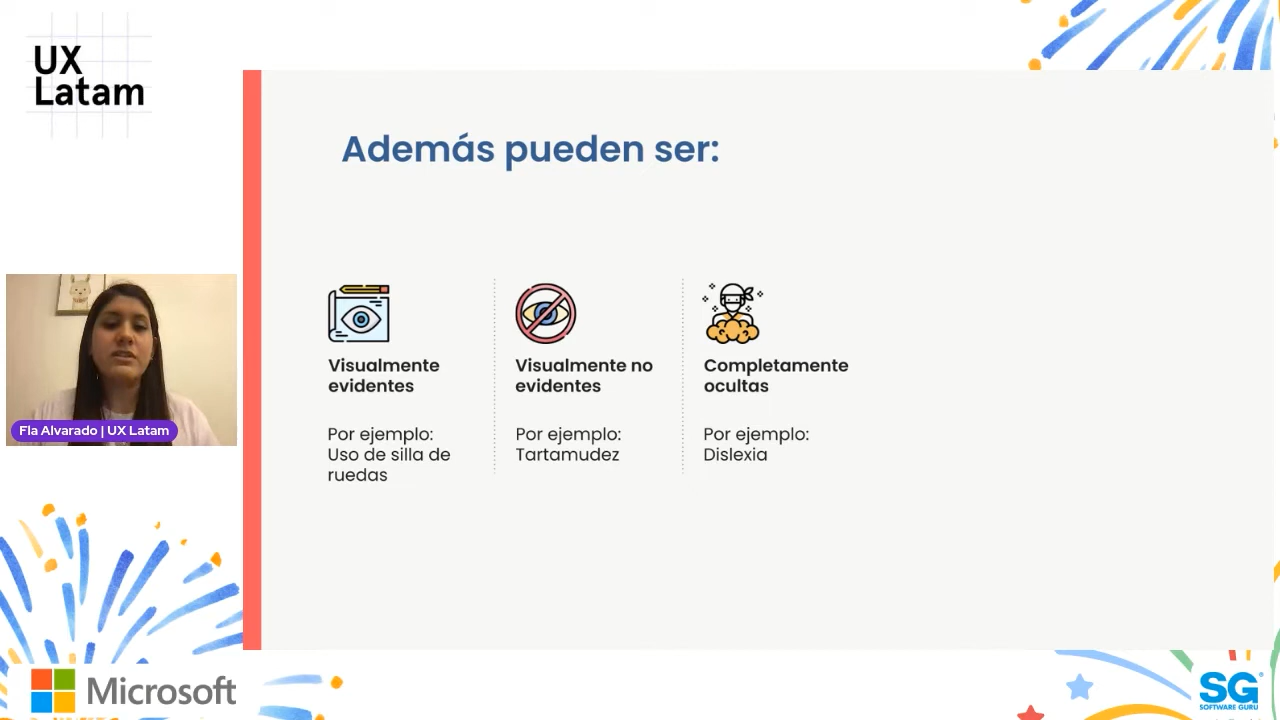 UX
Latam
Además pueden ser:
Visualmente
evidentes
Por ejemplo:
Uso de silla de
ruedas
Visualmente no
evidentes
Por ejemplo:
Tartamudez
Completamente
ocultas
Por ejemplo:
Dislexia
Fla Alvarado | UX Latam
Microsoft
SG
SOFTWARE GURU